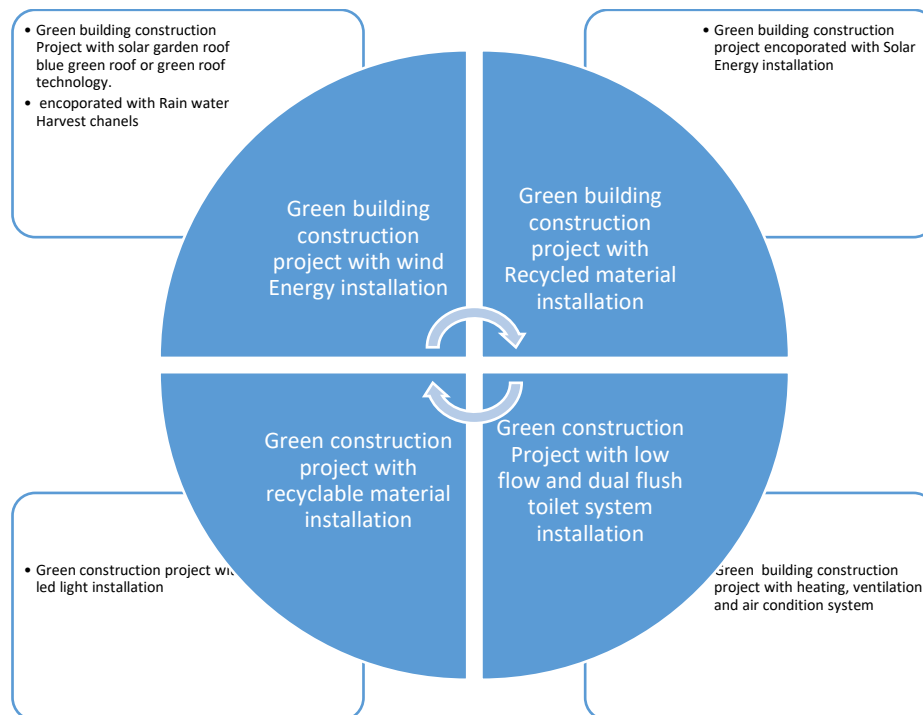 • Green building construction
Project with solar garden roof
blue green roof or green roof
technology.
• encoporated with Rain water
Harvest chanels
• Green building construction
project encoporated with Solar
Energy installation
Green building
construction
project with wind
Energy installation
Green building
construction
project with
Recycled material
installation
Green construction
project with
recyclable material
installation
Green construction
Project with low
flow and dual flush
toilet system
installation
• Green construction project wi
led light installation
Green building construction
project with heating, ventilation
and air condition system